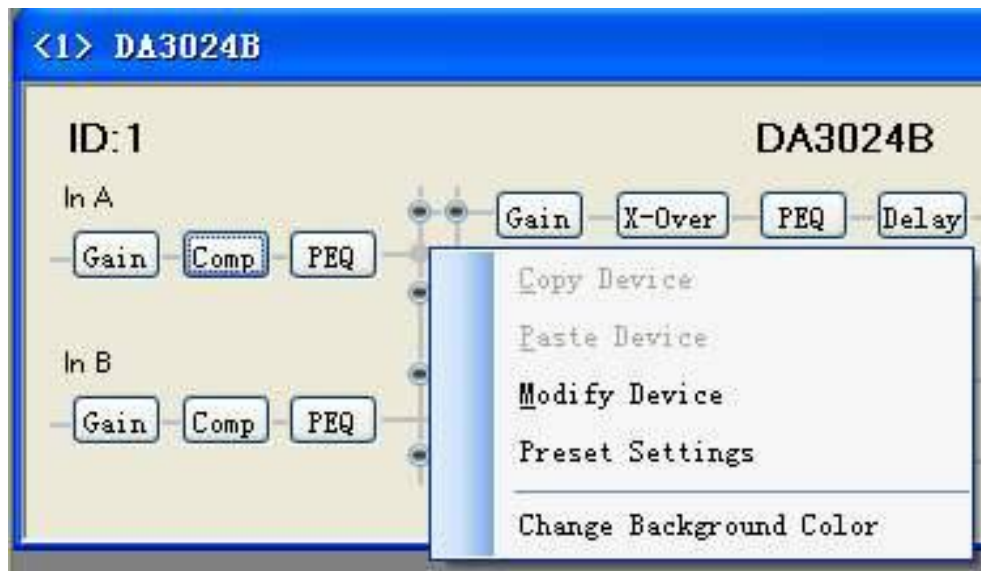 <1> DA3024B
ID:1 DA3024B
In A
Gain X-Over PEQ Delay
Gain Comp PEQ
Copy Device
Paste Device
In B
Modify Device
Gain Comp PEQ
Preset Settings
Change Background Color